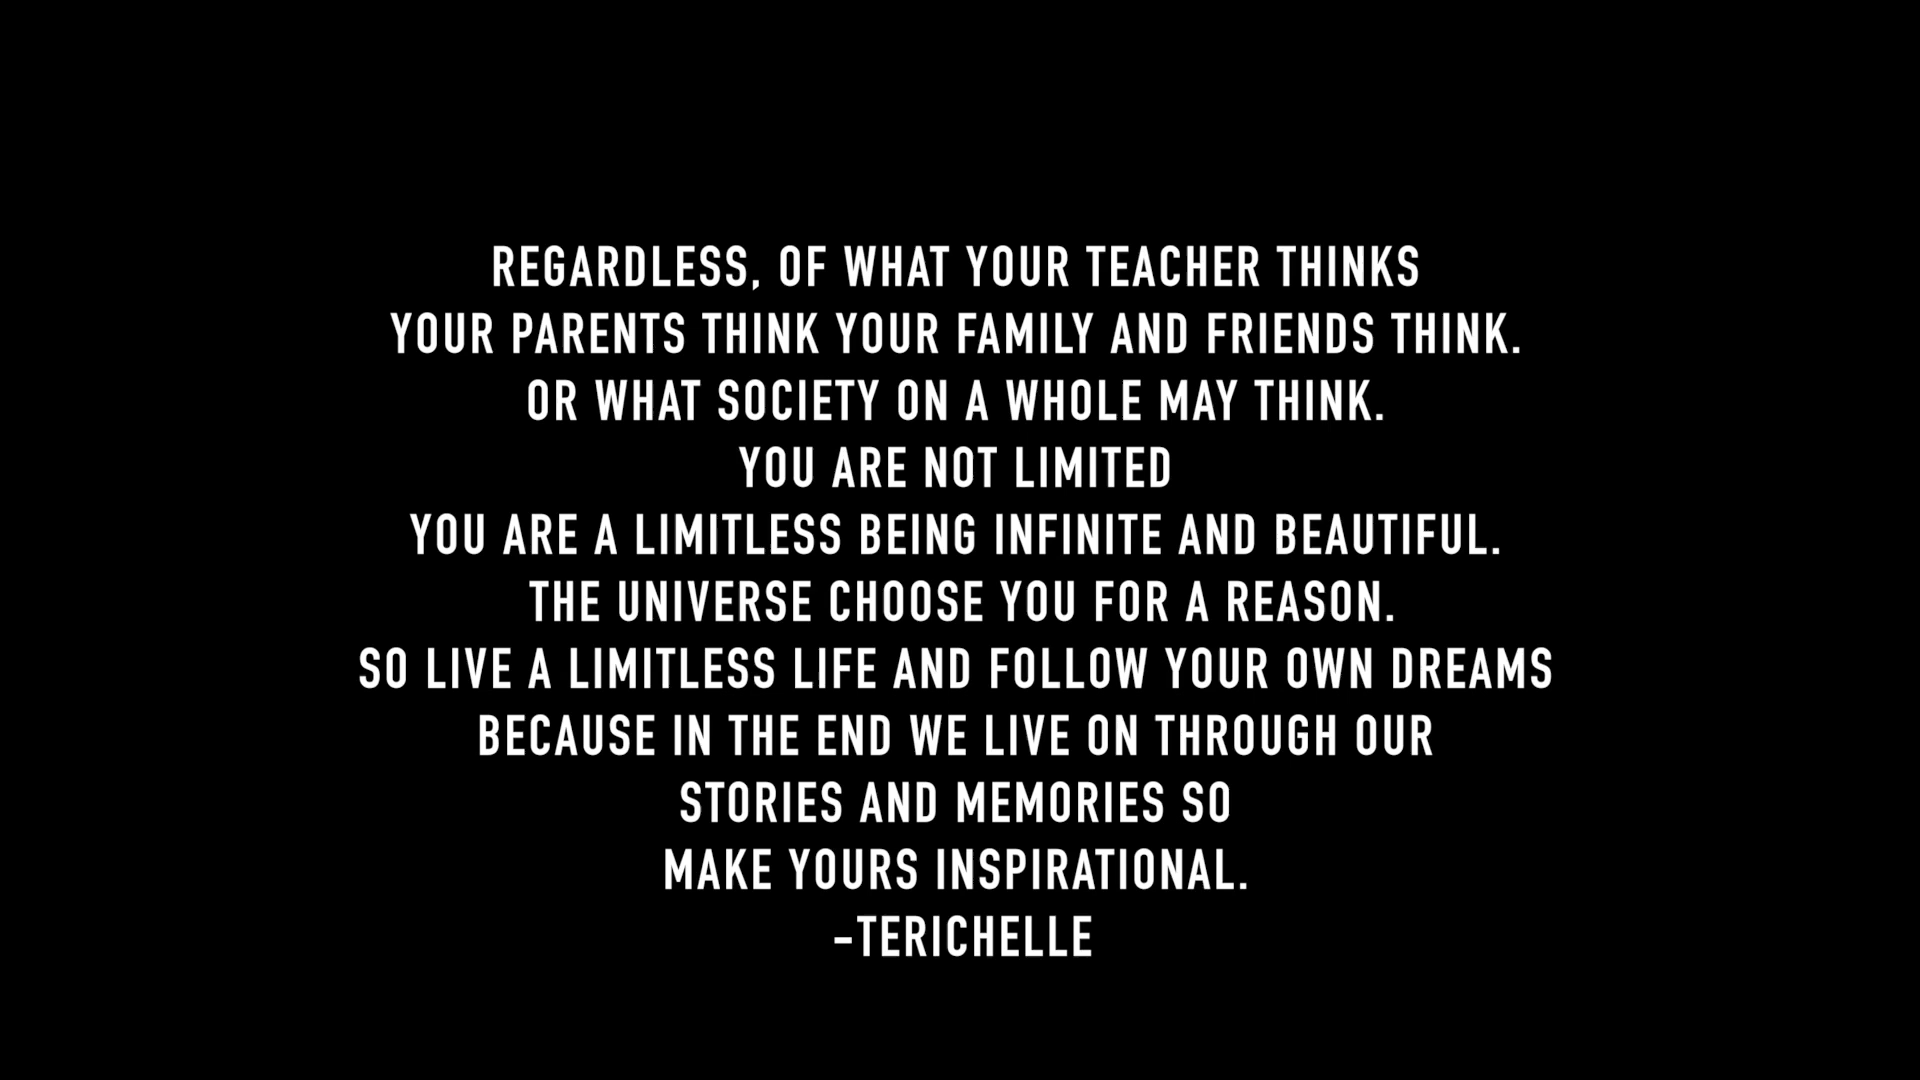 REGARDLESS, OF WHAT YOUR TEACHER THINKS
YOUR PARENTS THINK YOUR FAMILY AND FRIENDS THINK.
OR WHAT SOCIETY ON A WHOLE MAY THINK.
YOU ARE NOT LIMITED
YOU ARE A LIMITLESS BEING INFINITE AND BEAUTIFUL.
THE UNIVERSE CHOOSE YOU FOR A REASON.
SO LIVE A LIMITLESS LIFE AND FOLLOW YOUR OWN DREAMS
BECAUSE IN THE END WE LIVE ON THROUGH OUR
STORIES AND MEMORIES SO
MAKE YOURS INSPIRATIONAL.
-TERICHELLE